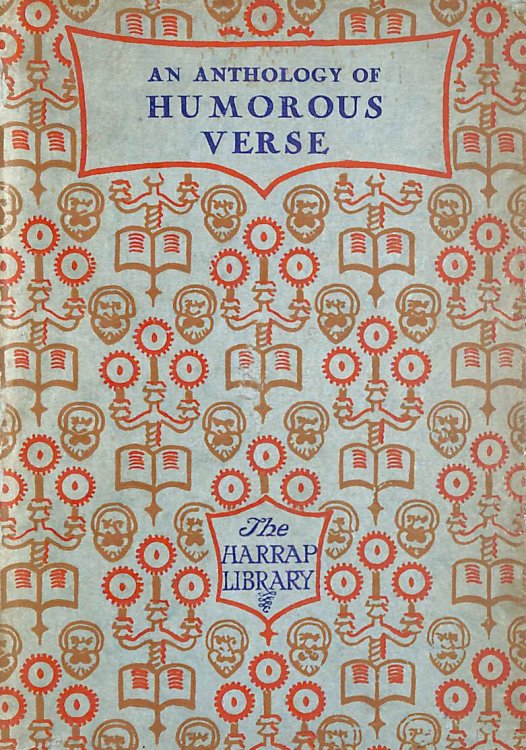 AN ANTHOLOGY OF
HUMOROUS
VERSE
The
HARRAP
LIBRARY